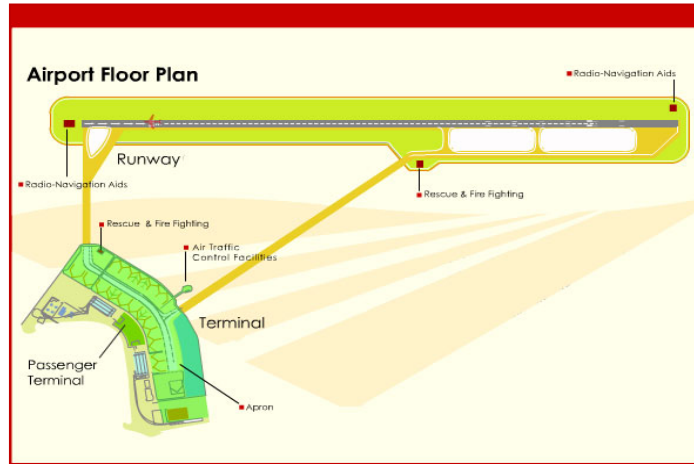 Airport Floor Plan
Radio-Navigation Aids
Runway
Radio-Navigation Aids
Rescue & Fire Fighting
Rescue & Fire Fighting
Air Traffic
Control Facilities
Terminal
Passenger
Terminal
Apron